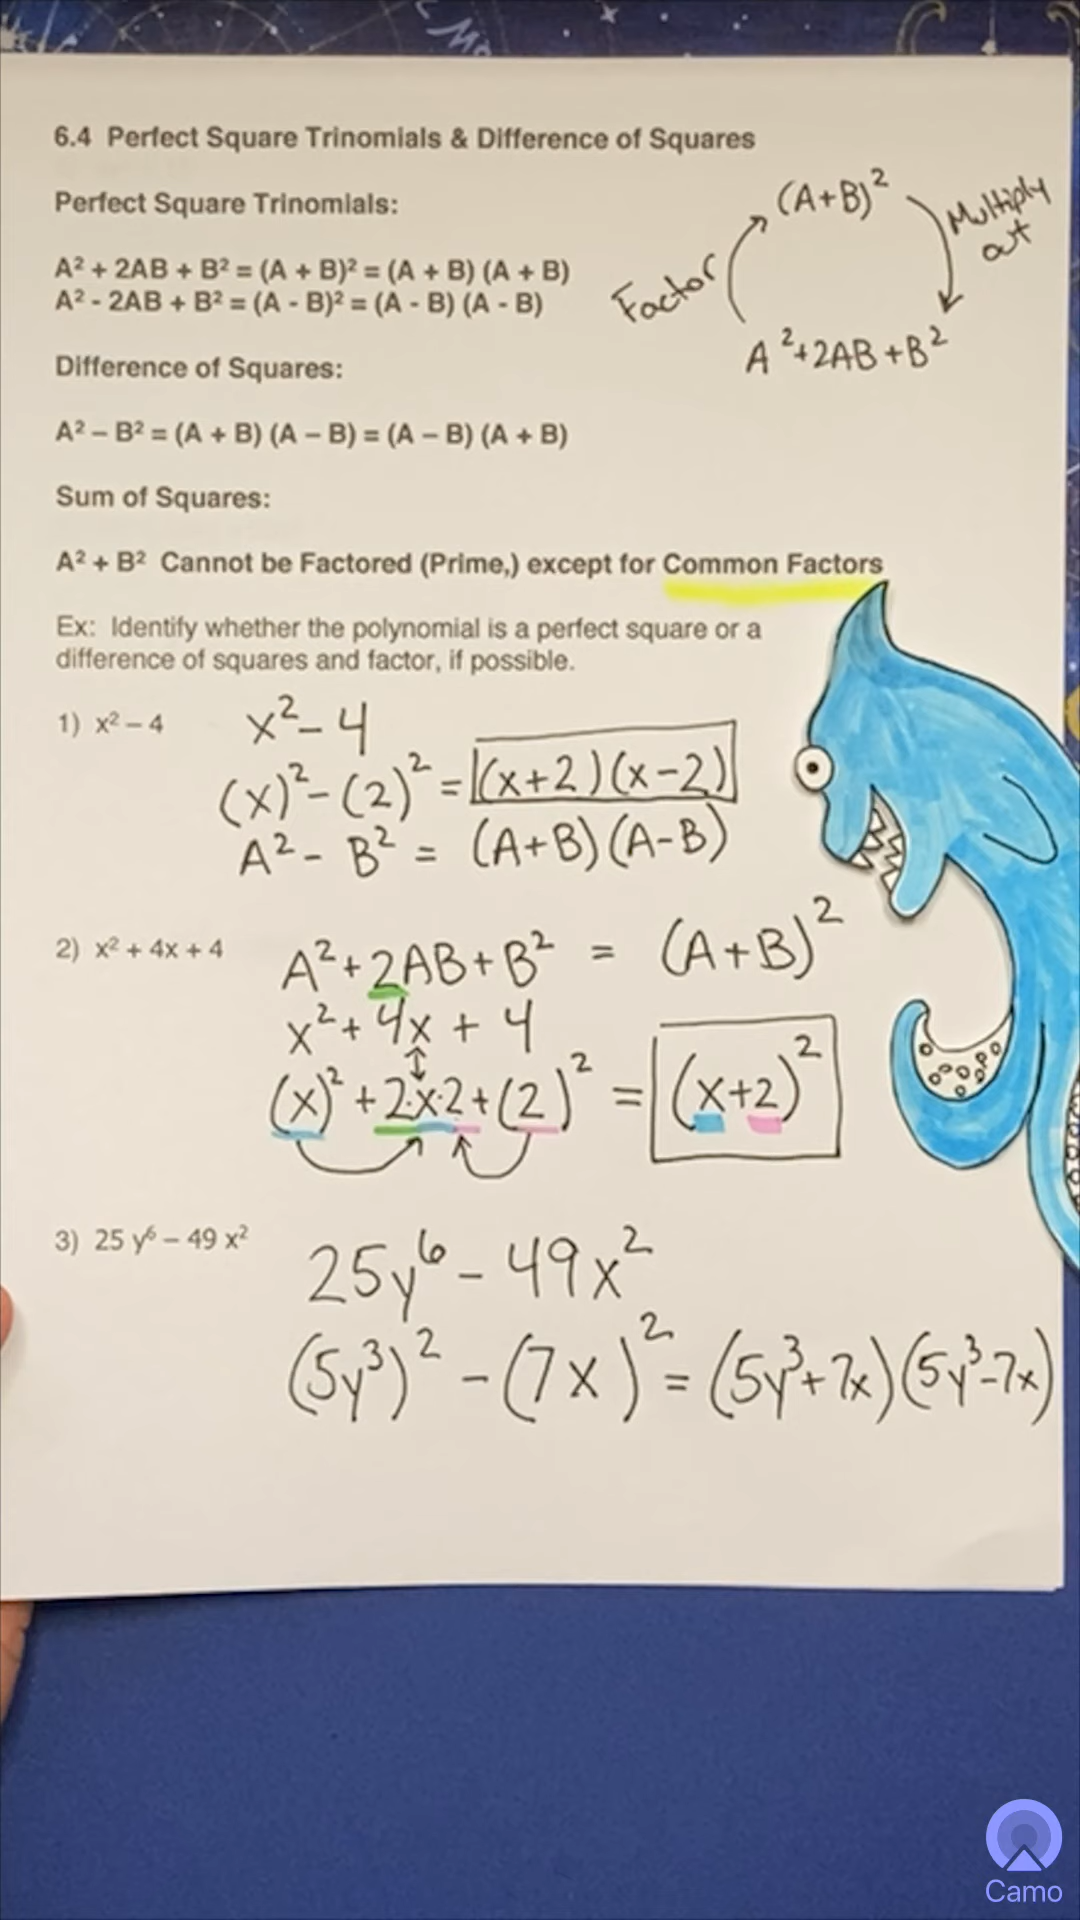 6.4 Perfect Square Trinomials & Difference of Squares
Perfect Square Trinomials:
A² + 2AB + B² = (A + B)² = (A + B) (A + B)
A² - 2AB + B² = (A - B)² = (A - B) (A - B)
(A+B)²
Multiply
out
Factor
A²+2AB+B²
Difference of Squares:
A² – B² = (A + B) (A – B) = (A – B) (A + B)
Sum of Squares:
A² + B² Cannot be Factored (Prime,) except for Common Factors
Ex: Identify whether the polynomial is a perfect square or a
difference of squares and factor, if possible.
1) x² – 4
x² - 4
(x)² - (2)² = (x+2)(x-2)
A² - B² = (A+B)(A-B)
2) x² + 4x + 4
A²+2AB+B² = (A+B)²
x²+4x+4
(x)²+2·x·2+(2)² = (x+2)²
3) 25 y⁶ – 49 x²
25y⁶ - 49x²
(5y³)² - (7x)² = (5y³+7x)(5y³-7x)
Camo